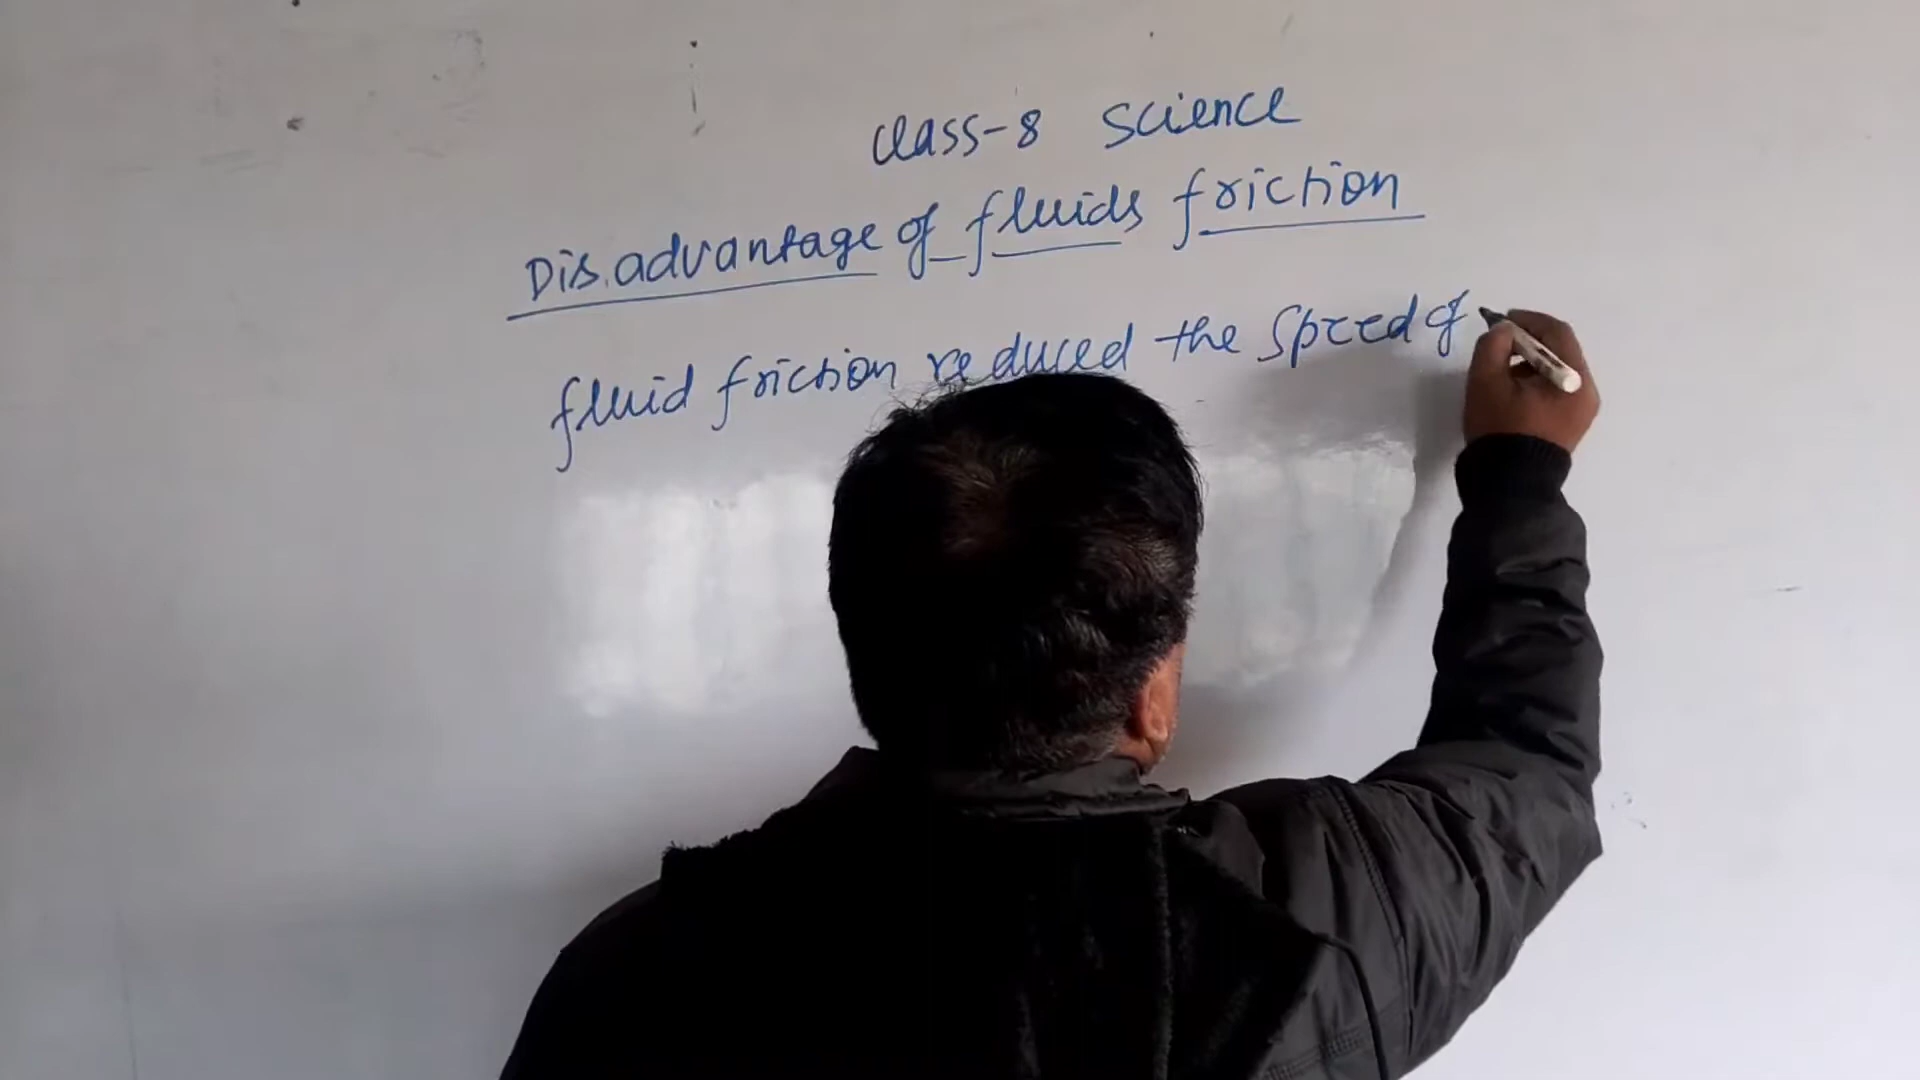 Class-8 Science
Dis.advantage of fluids friction
fluid friction reduced the speed of